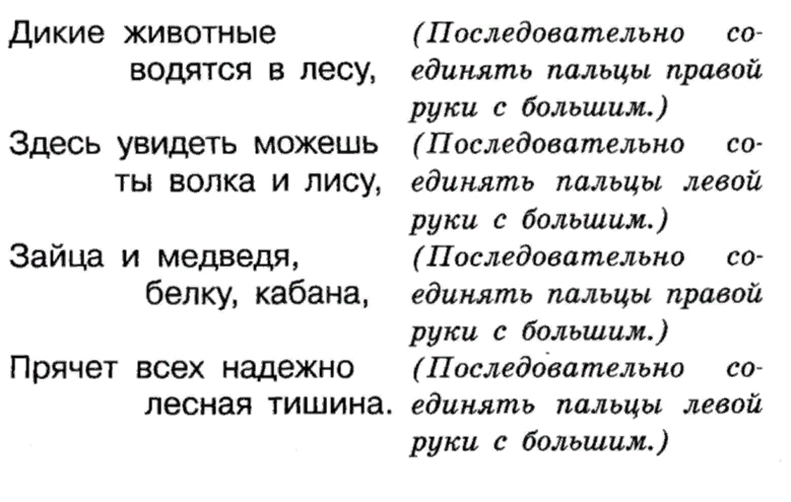 Дикие животные
водятся в лесу,
(Последовательно со-
единять пальцы правой
руки с большим.)
Здесь увидеть можешь
ты волка и лису,
(Последовательно со-
единять пальцы левой
руки с большим.)
Зайца и медведя,
белку, кабана,
(Последовательно со-
единять пальцы правой
руки с большим.)
Прячет всех надежно
лесная тишина.
(Последовательно со-
единять пальцы левой
руки с большим.)